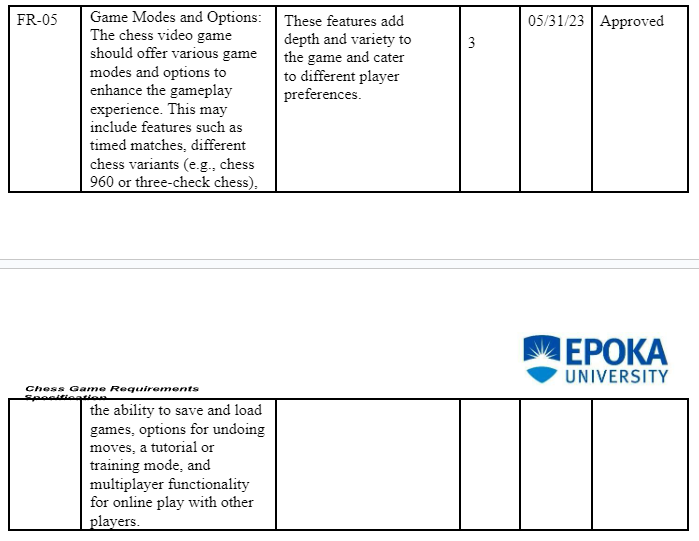 FR-05
Game Modes and Options:
The chess video game
should offer various game
modes and options to
enhance the gameplay
experience. This may
include features such as
timed matches, different
chess variants (e.g., chess
960 or three-check chess),
These features add
depth and variety to
the game and cater
to different player
preferences.
3
05/31/23
Approved
EPOKA
UNIVERSITY
Chess Game Requirements
Specification
the ability to save and load
games, options for undoing
moves, a tutorial or
training mode, and
multiplayer functionality
for online play with other
players.